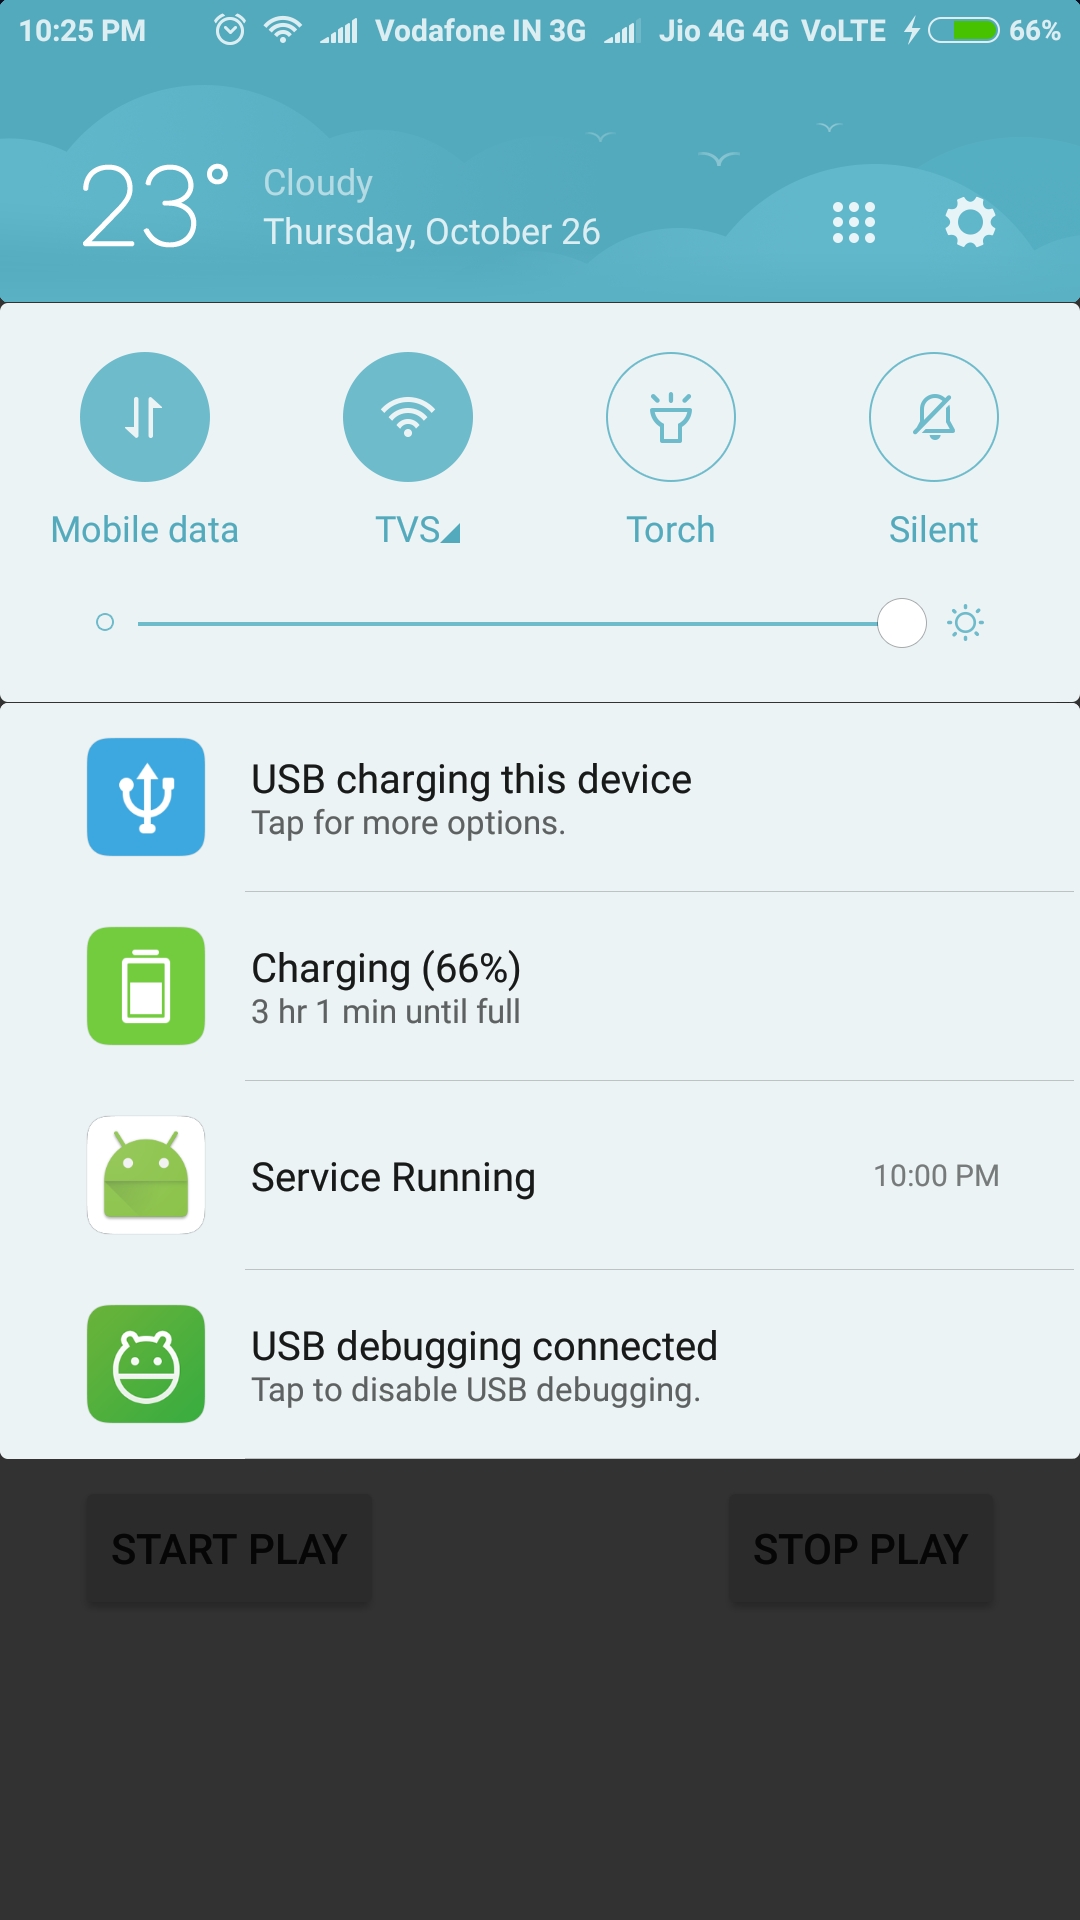 10:25 PM Vodafone IN 3G Jio 4G 4G VoLTE 66%
23° Cloudy
Thursday, October 26
Mobile data TVS Torch Silent
USB charging this device
Tap for more options.
Charging (66%)
3 hr 1 min until full
Service Running 10:00 PM
USB debugging connected
Tap to disable USB debugging.
START PLAY STOP PLAY